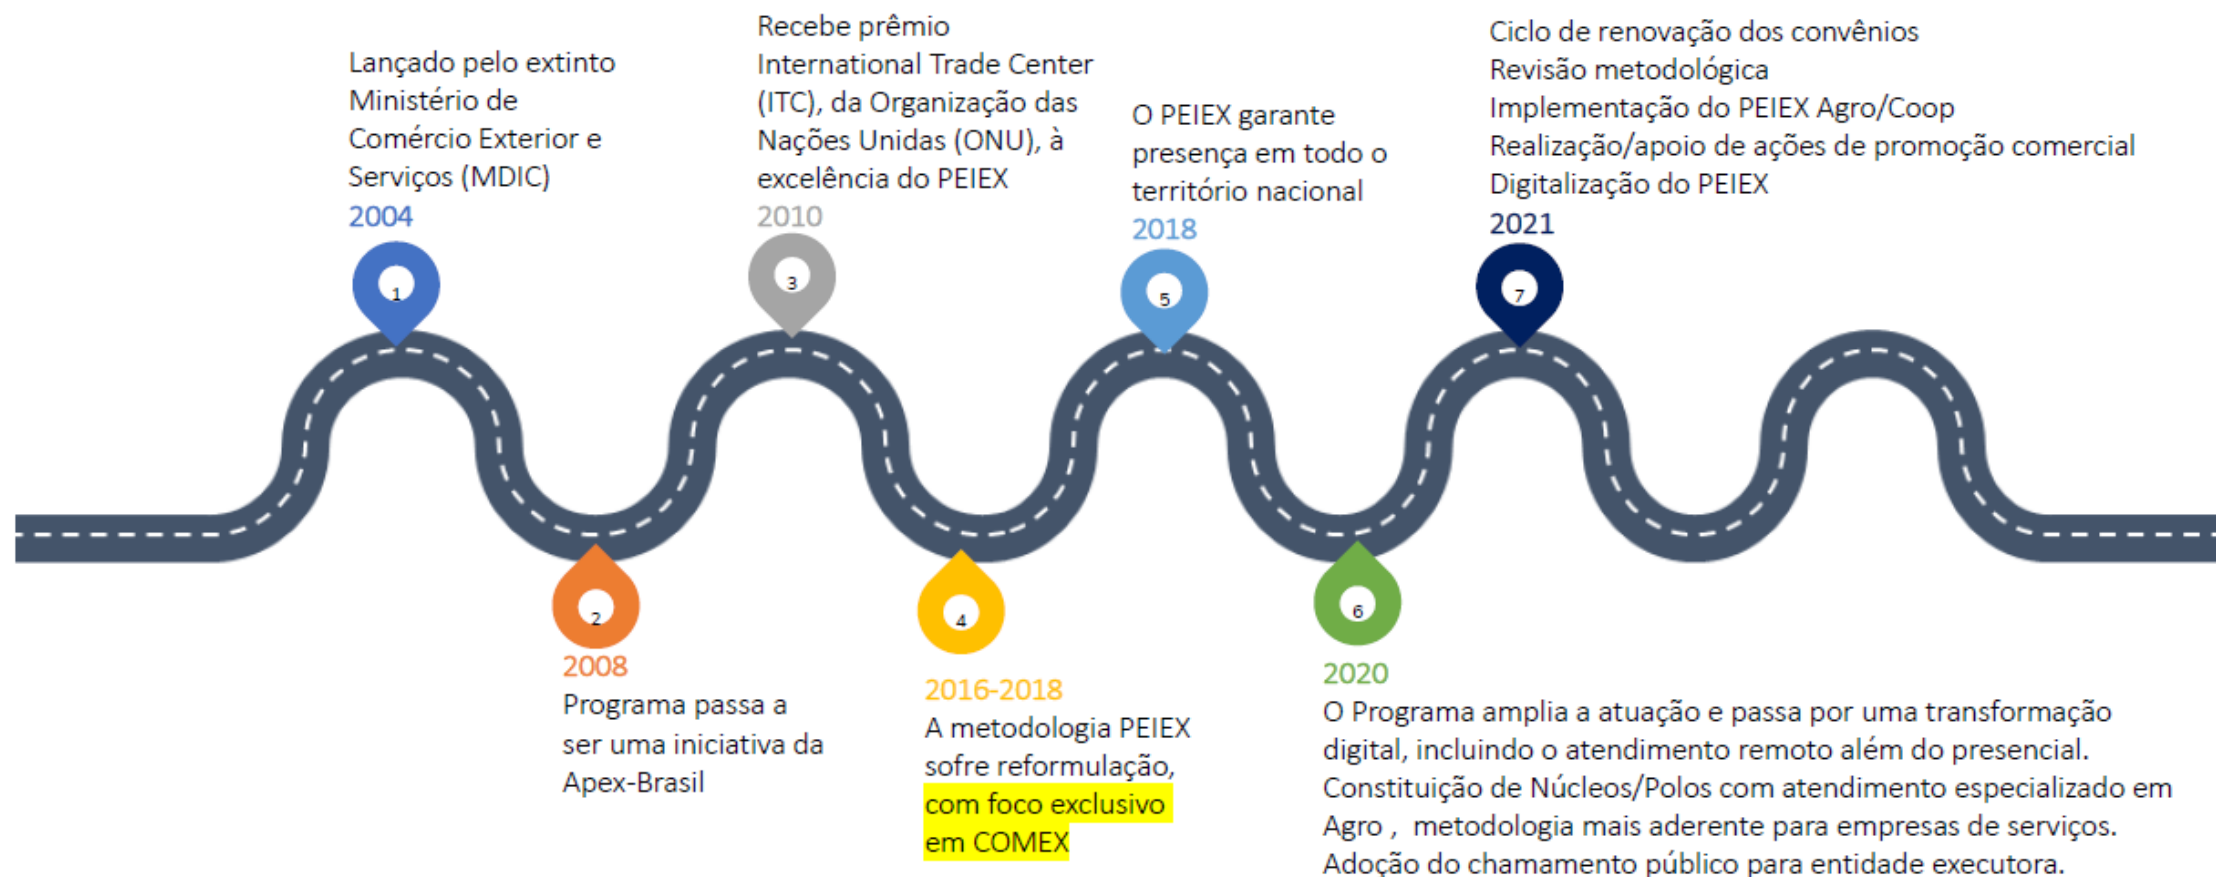 Lançado pelo extinto
Ministério de
Comércio Exterior e
Serviços (MDIC)
2004
1
2
2008
Programa passa a
ser uma iniciativa da
Apex-Brasil
Recebe prêmio
International Trade Center
(ITC), da Organização das
Nações Unidas (ONU), à
excelência do PEIEX
2010
3
4
2016-2018
A metodologia PEIEX
sofre reformulação,
com foco exclusivo
em COMEX
O PEIEX garante
presença em todo o
território nacional
2018
5
6
2020
O Programa amplia a atuação e passa por uma transformação
digital, incluindo o atendimento remoto além do presencial.
Constituição de Núcleos/Polos com atendimento especializado em
Agro , metodologia mais aderente para empresas de serviços.
Adoção do chamamento público para entidade executora.
Ciclo de renovação dos convênios
Revisão metodológica
Implementação do PEIEX Agro/Coop
Realização/apoio de ações de promoção comercial
Digitalização do PEIEX
2021
7